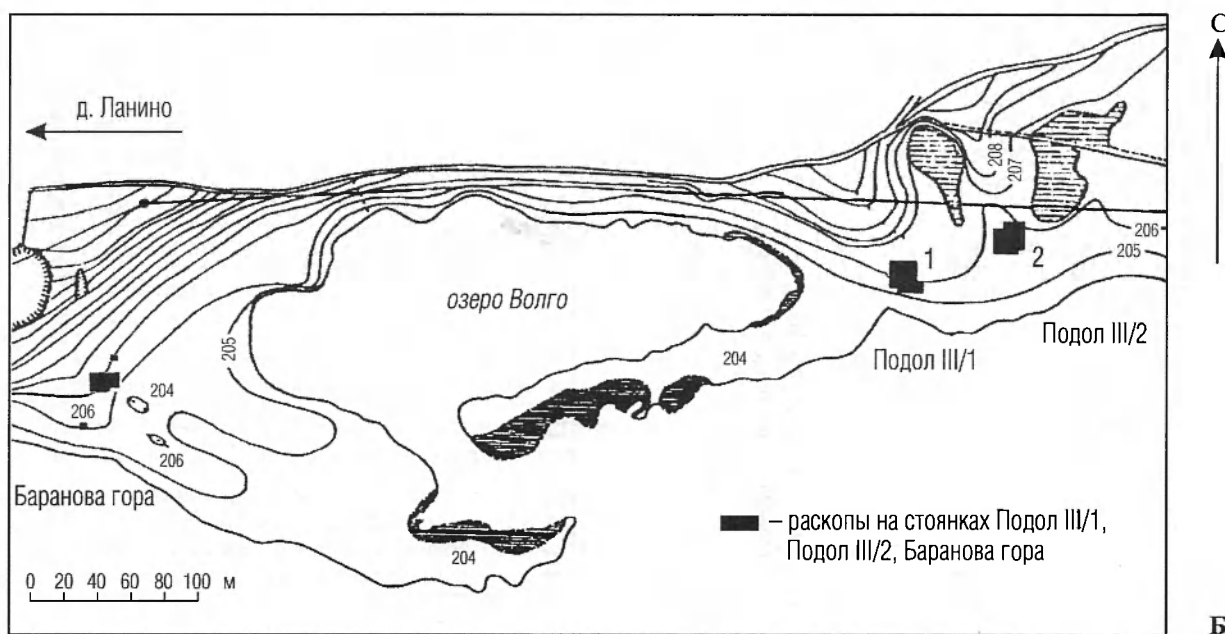 С
д. Ланино
208
207
206
205
1
2
озеро Волго
Подол III/2
Подол III/1
204
205
204
206
206
Баранова гора
– раскопы на стоянках Подол III/1,
Подол III/2, Баранова гора
204
0 20 40 60 80 100 м
Б